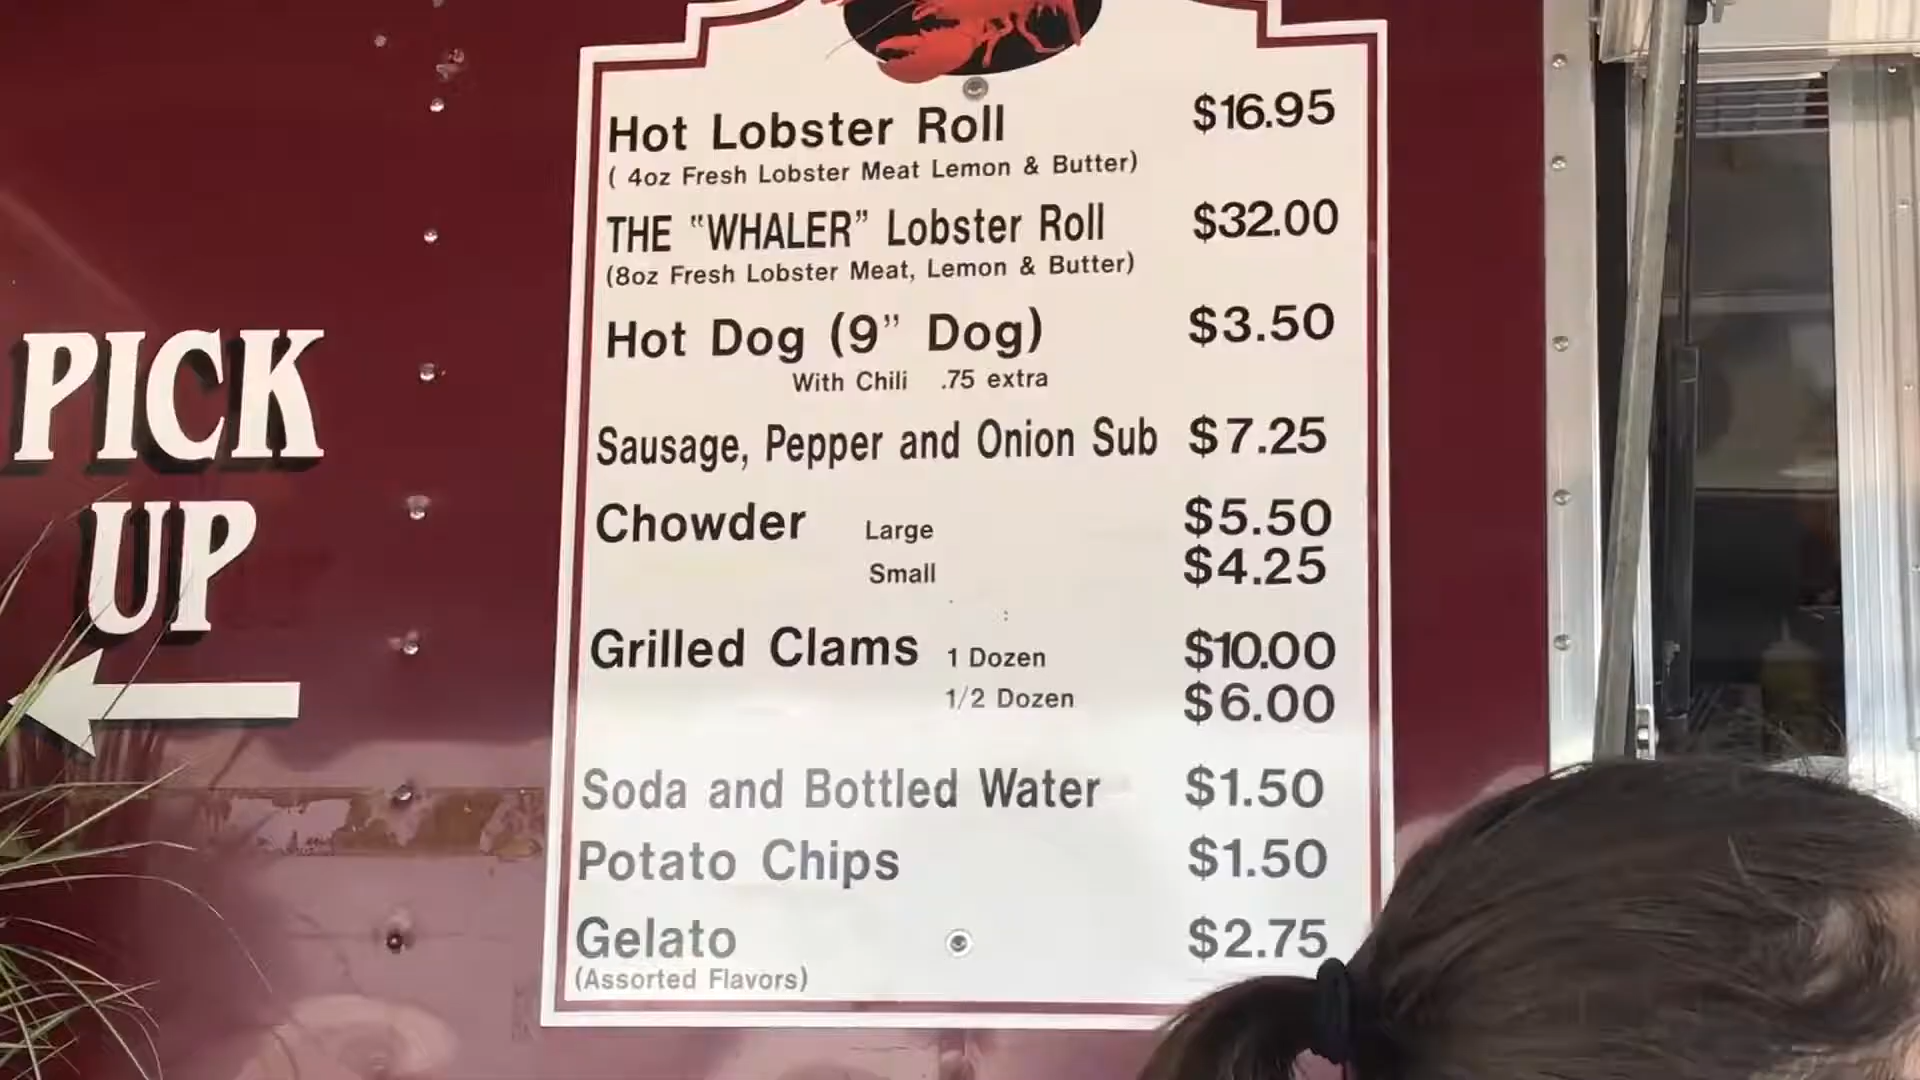 Hot Lobster Roll $16.95
( 4oz Fresh Lobster Meat Lemon & Butter)
THE "WHALER" Lobster Roll $32.00
(8oz Fresh Lobster Meat, Lemon & Butter)
Hot Dog (9" Dog) $3.50
With Chili .75 extra
Sausage, Pepper and Onion Sub $7.25
Chowder Large $5.50
Small $4.25
Grilled Clams 1 Dozen $10.00
1/2 Dozen $6.00
Soda and Bottled Water $1.50
Potato Chips $1.50
Gelato $2.75
(Assorted Flavors)
PICK
UP